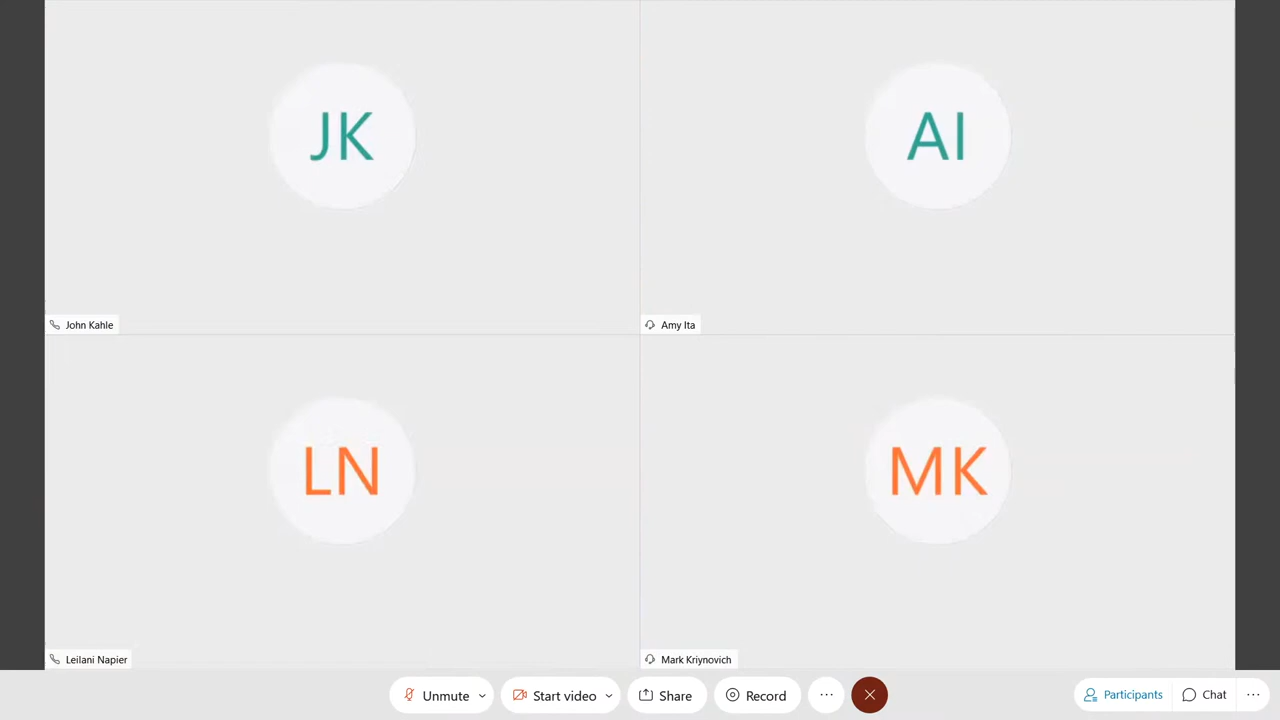 JK
AI
John Kahle
Amy Ita
LN
MK
Leilani Napier
Mark Kriynovich
Unmute
Start video
Share
Record
Participants
Chat